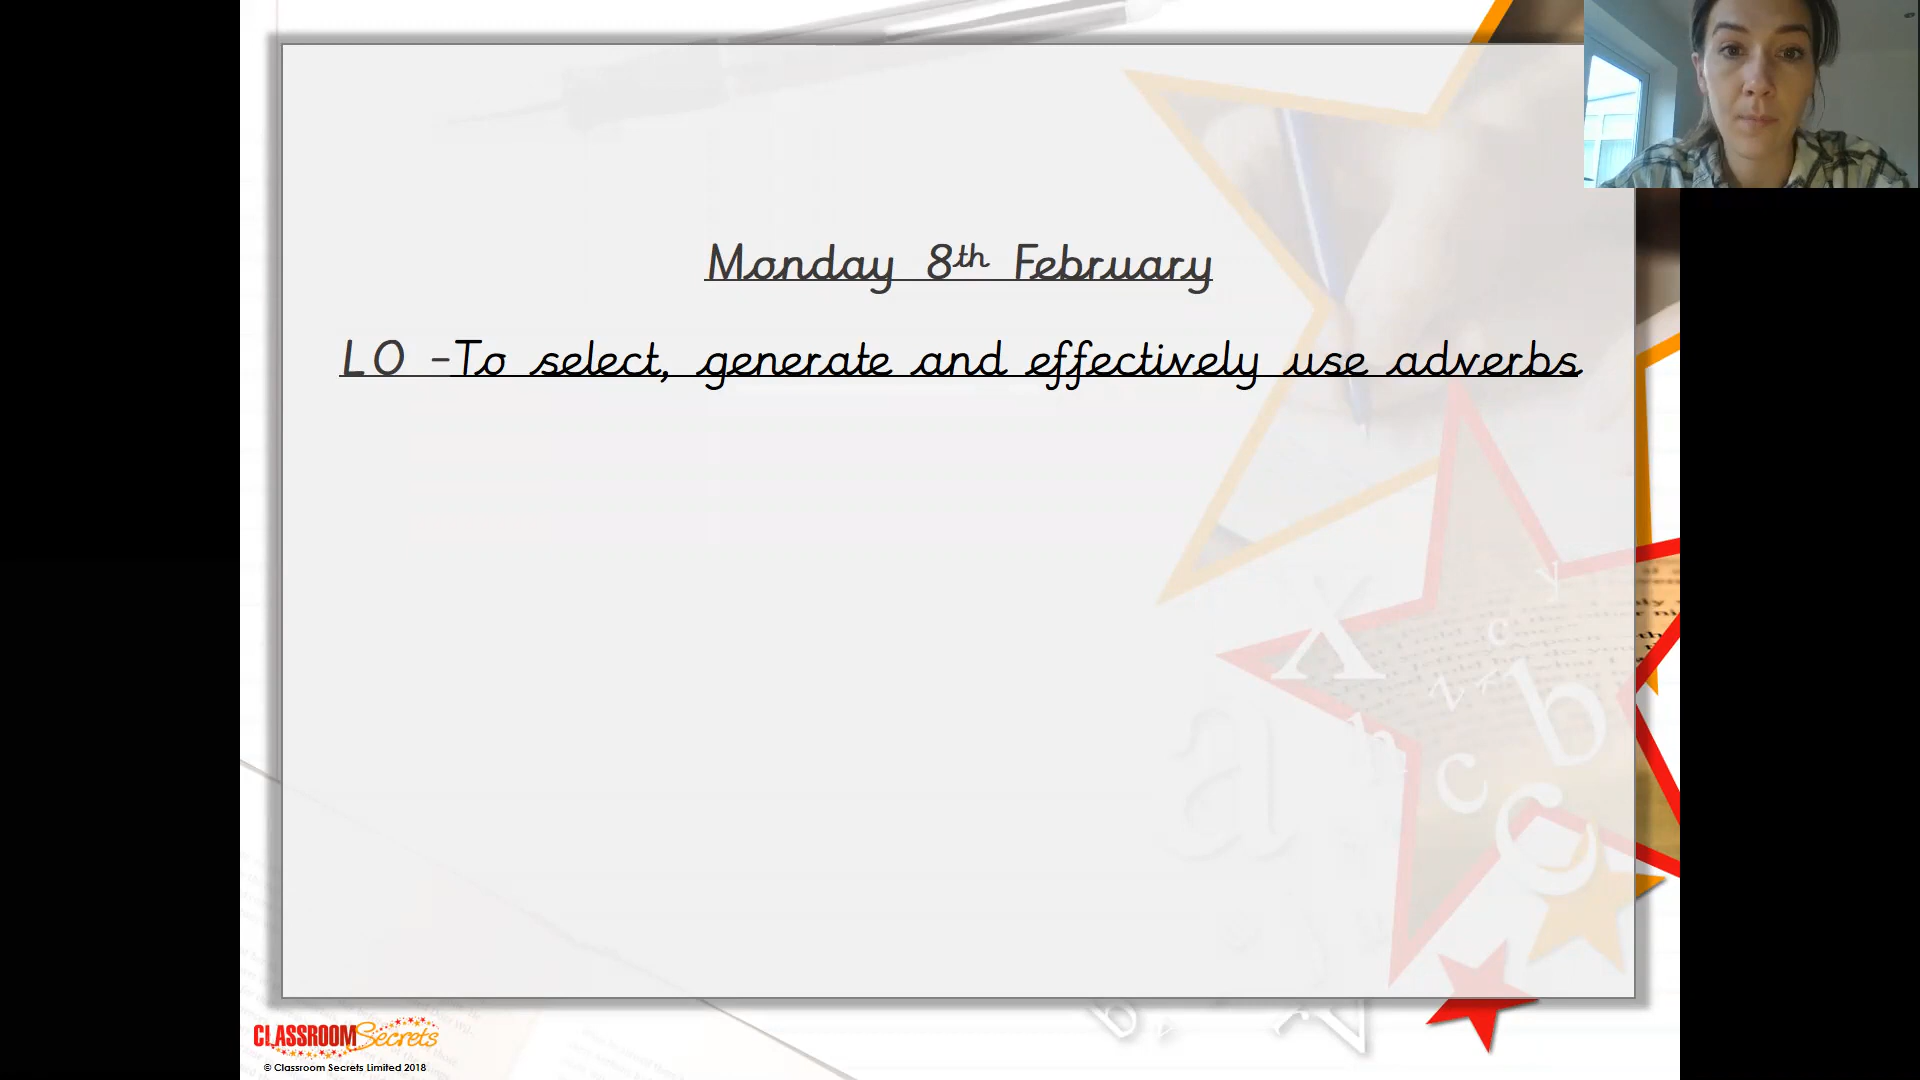 Monday 8th February
LO -To select, generate and effectively use adverbs
CLASSROOM Secrets
© Classroom Secrets Limited 2018